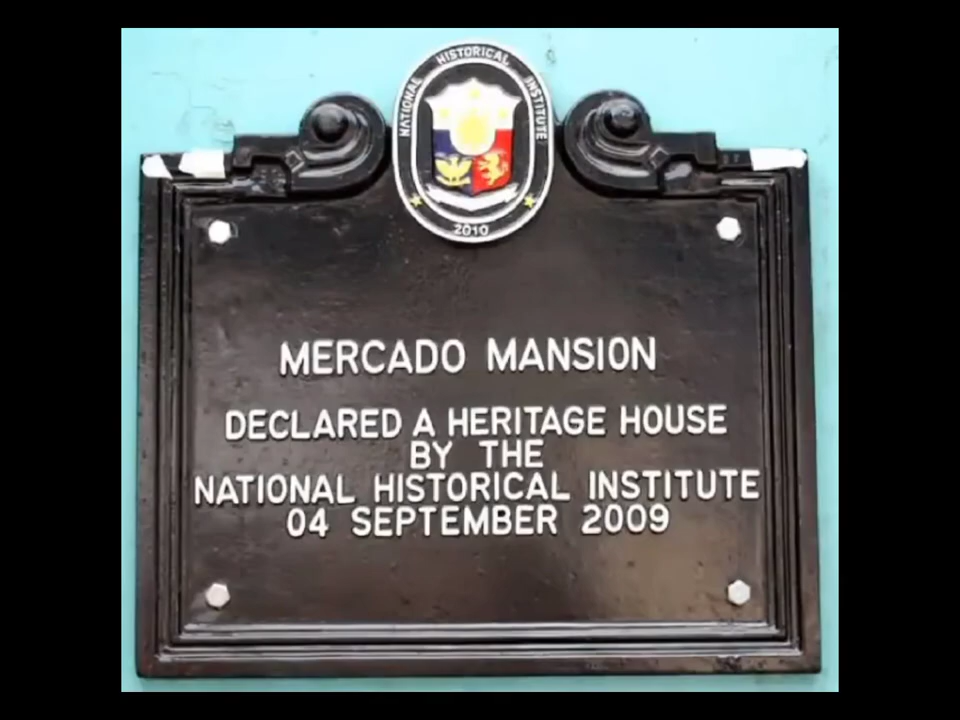 NATIONAL HISTORICAL INSTITUTE
2010
MERCADO MANSION
DECLARED A HERITAGE HOUSE
BY THE
NATIONAL HISTORICAL INSTITUTE
04 SEPTEMBER 2009